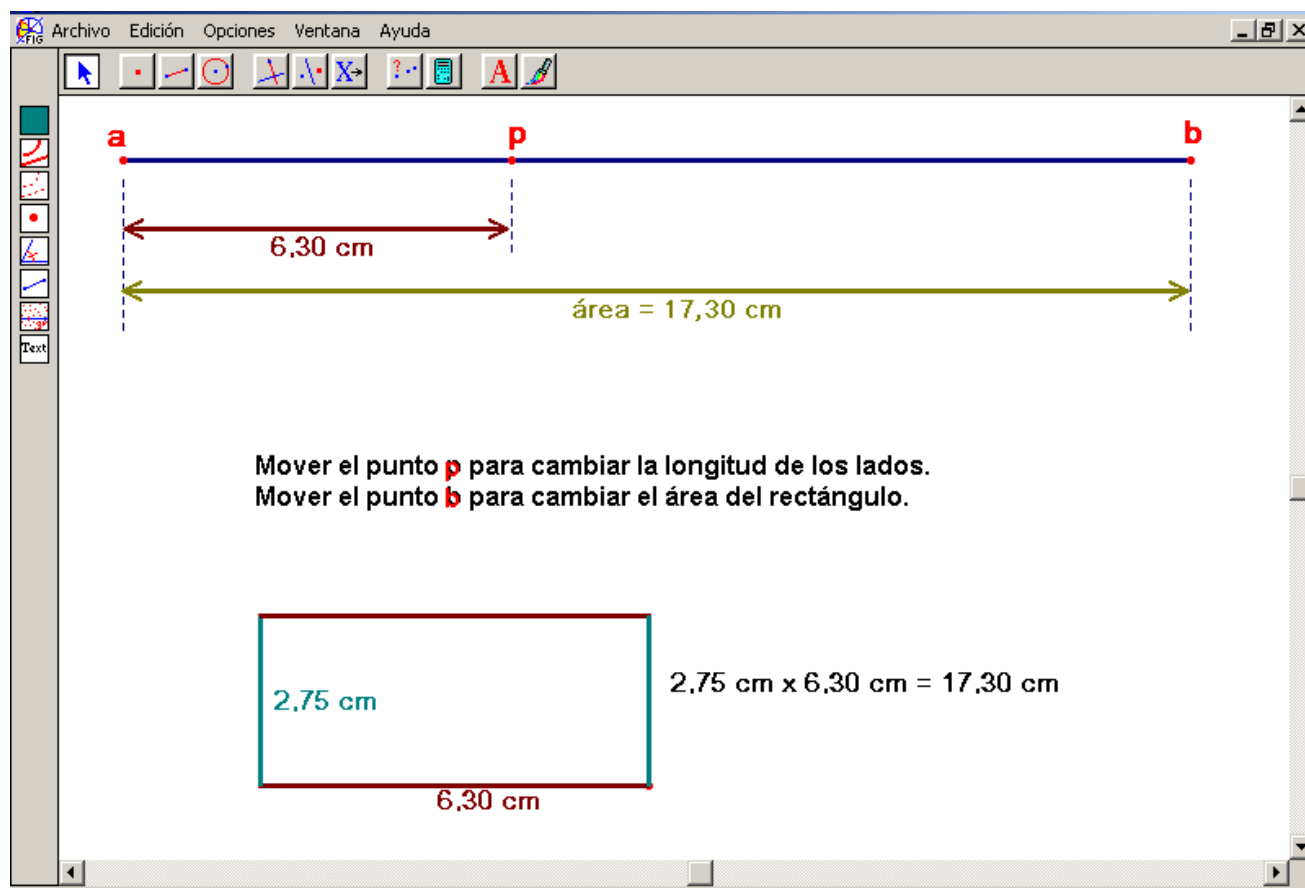 Archivo Edición Opciones Ventana Ayuda
XFIG
? X A
a p b
6,30 cm
área = 17,30 cm
Text
Mover el punto p para cambiar la longitud de los lados.
Mover el punto b para cambiar el área del rectángulo.
2,75 cm x 6,30 cm = 17,30 cm
2,75 cm
6,30 cm